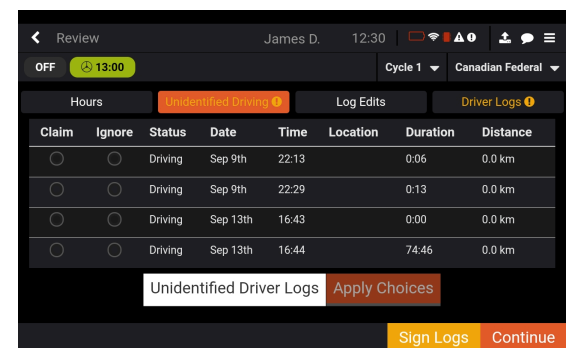 Review James D. 12:30
OFF 13:00 Cycle 1 Canadian Federal
Hours Unidentified Driving Log Edits Driver Logs
Claim Ignore Status Date Time Location Duration Distance
Driving Sep 9th 22:13 0:06 0.0 km
Driving Sep 9th 22:29 0:13 0.0 km
Driving Sep 13th 16:43 0:00 0.0 km
Driving Sep 13th 16:44 74:46 0.0 km
Unidentified Driver Logs Apply Choices
Sign Logs Continue